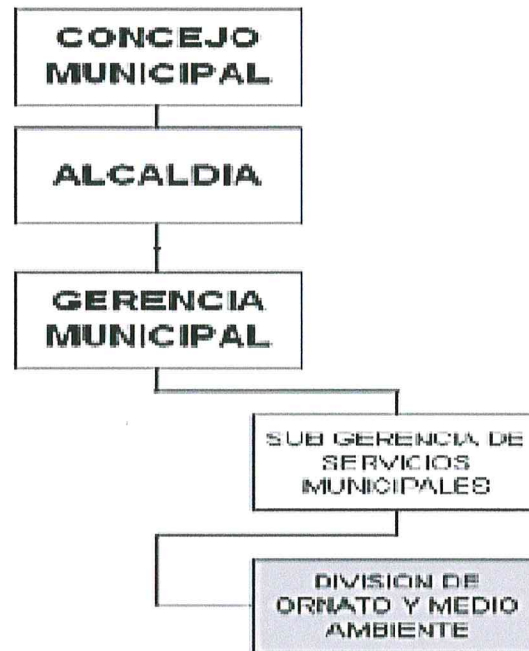 CONCEJO
MUNICIPAL
ALCALDIA
GERENCIA
MUNICIPAL
SUB GERENCIA DE
SERVICIOS
MUNICIPALES
DIVISION DE
ORNATO Y MEDIO
AMBIENTE